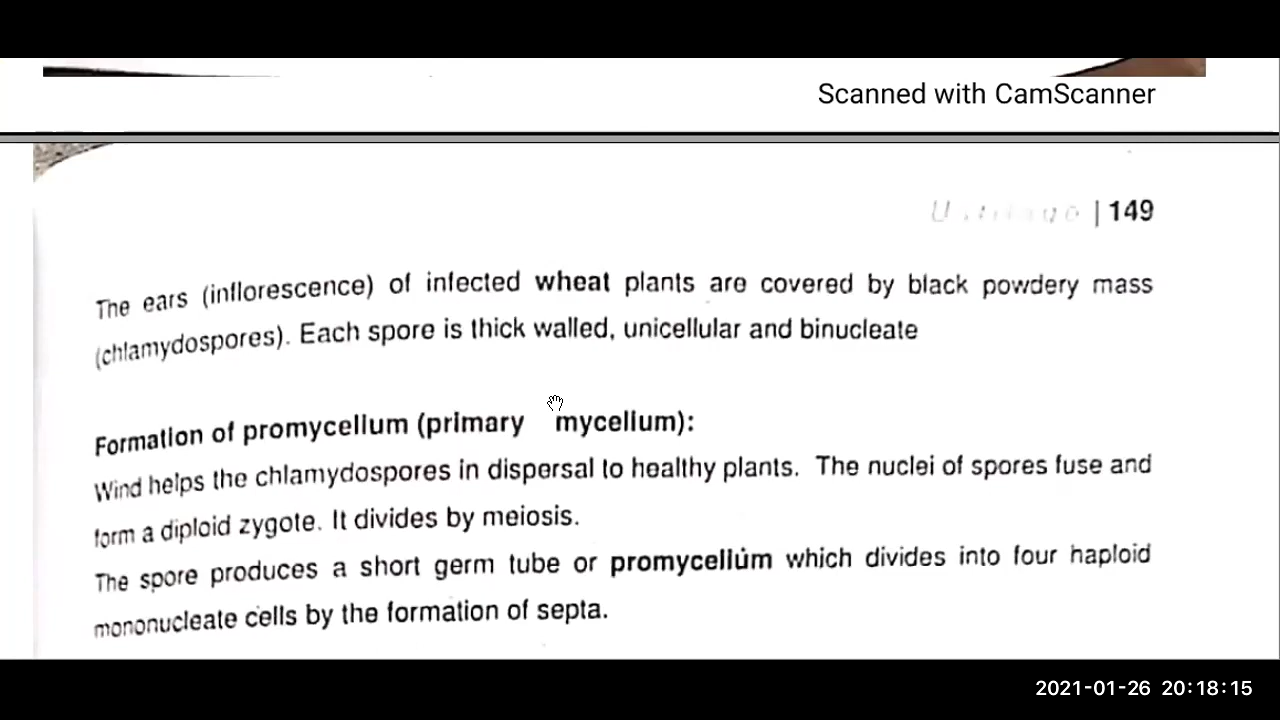 Scanned with CamScanner
| 149
The ears (inflorescence) of infected wheat plants are covered by black powdery mass
(chlamydospores). Each spore is thick walled, unicellular and binucleate
Formation of promycelium (primary mycelium):
Wind helps the chlamydospores in dispersal to healthy plants. The nuclei of spores fuse and
form a diploid zygote. It divides by meiosis.
The spore produces a short germ tube or promycelium which divides into four haploid
mononucleate cells by the formation of septa.
2021-01-26 20:18:15